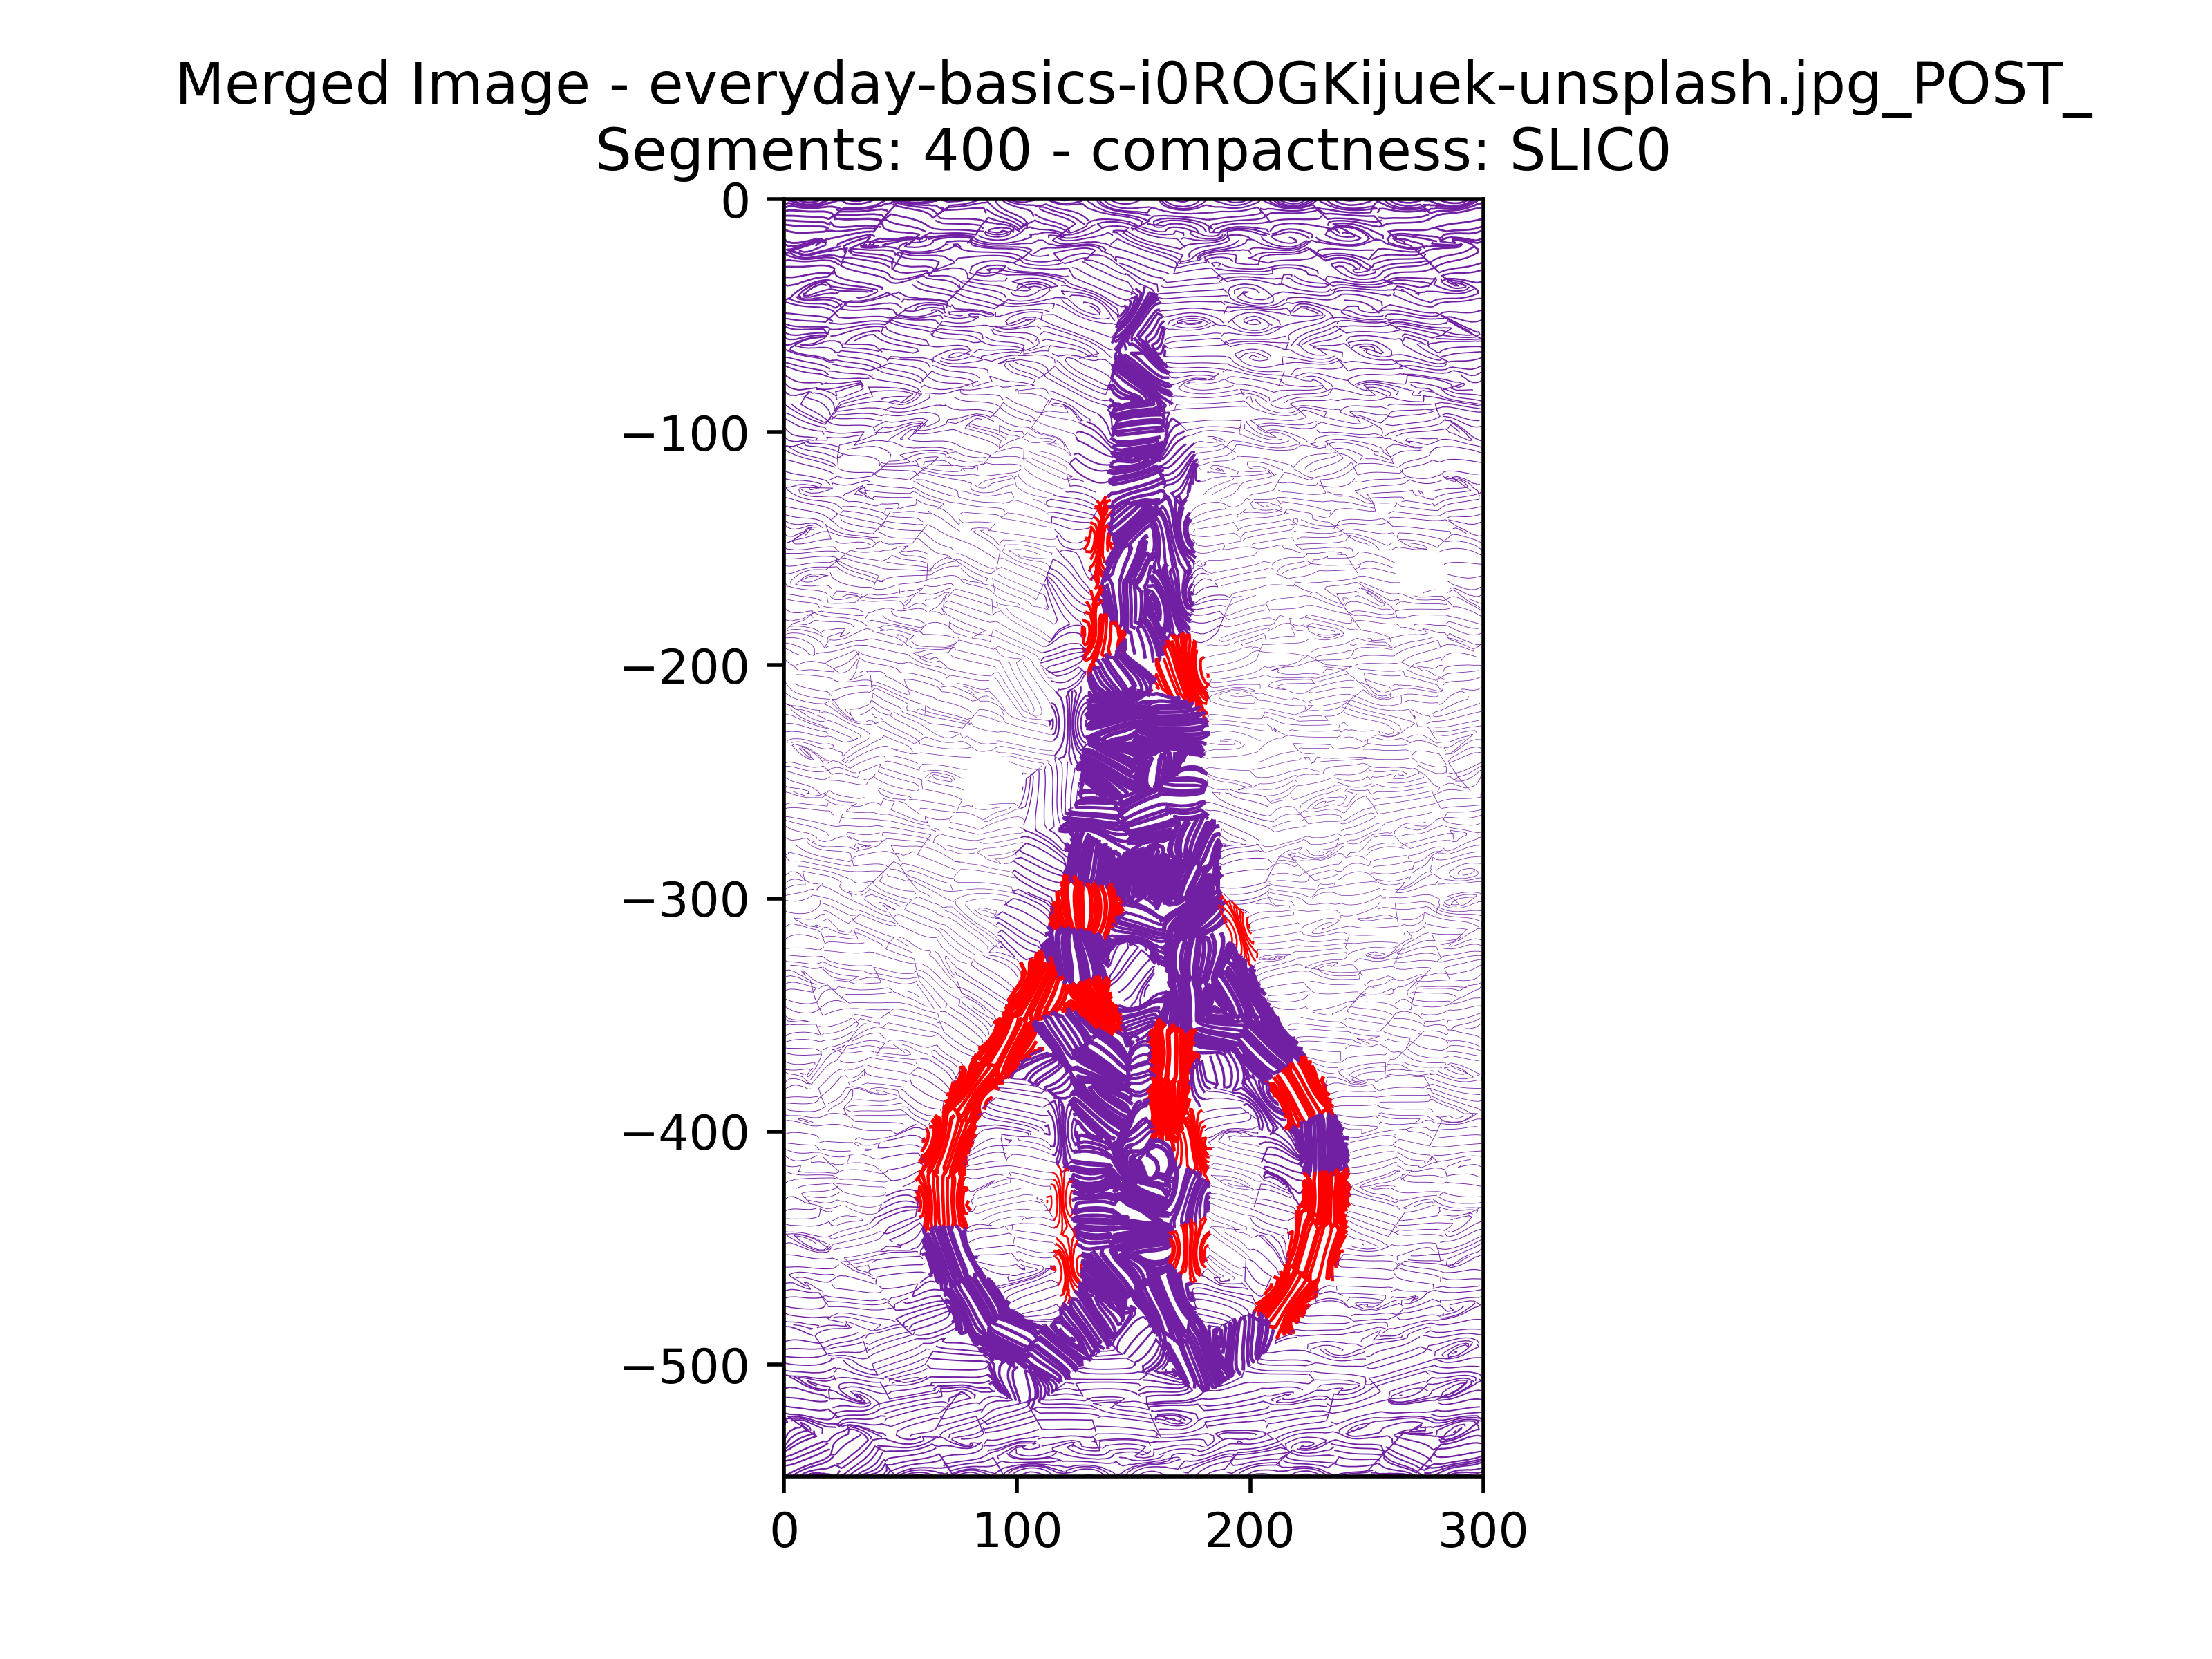 Merged Image - everyday-basics-i0ROGKijuek-unsplash.jpg_POST_
Segments: 400 - compactness: SLIC0
0
−100
−200
−300
−400
−500
0 100 200 300